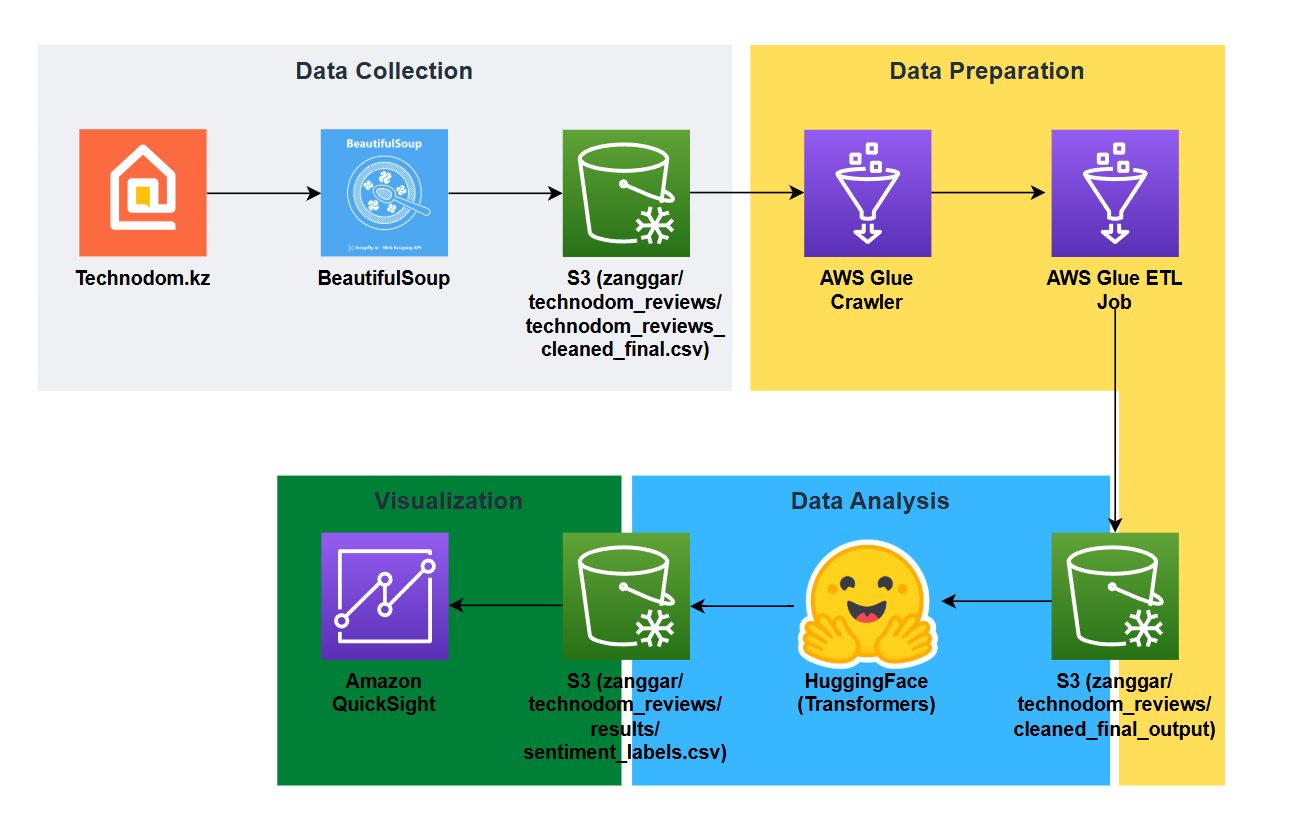 Data Collection
Data Preparation
BeautifulSoup
ScrapFly.io - Web Scraping API
Technodom.kz
BeautifulSoup
S3 (zanggar/
technodom_reviews/
technodom_reviews_
cleaned_final.csv)
AWS Glue
Crawler
AWS Glue ETL
Job
Visualization
Data Analysis
Amazon
QuickSight
S3 (zanggar/
technodom_reviews/
results/
sentiment_labels.csv)
HuggingFace
(Transformers)
S3 (zanggar/
technodom_reviews/
cleaned_final_output)